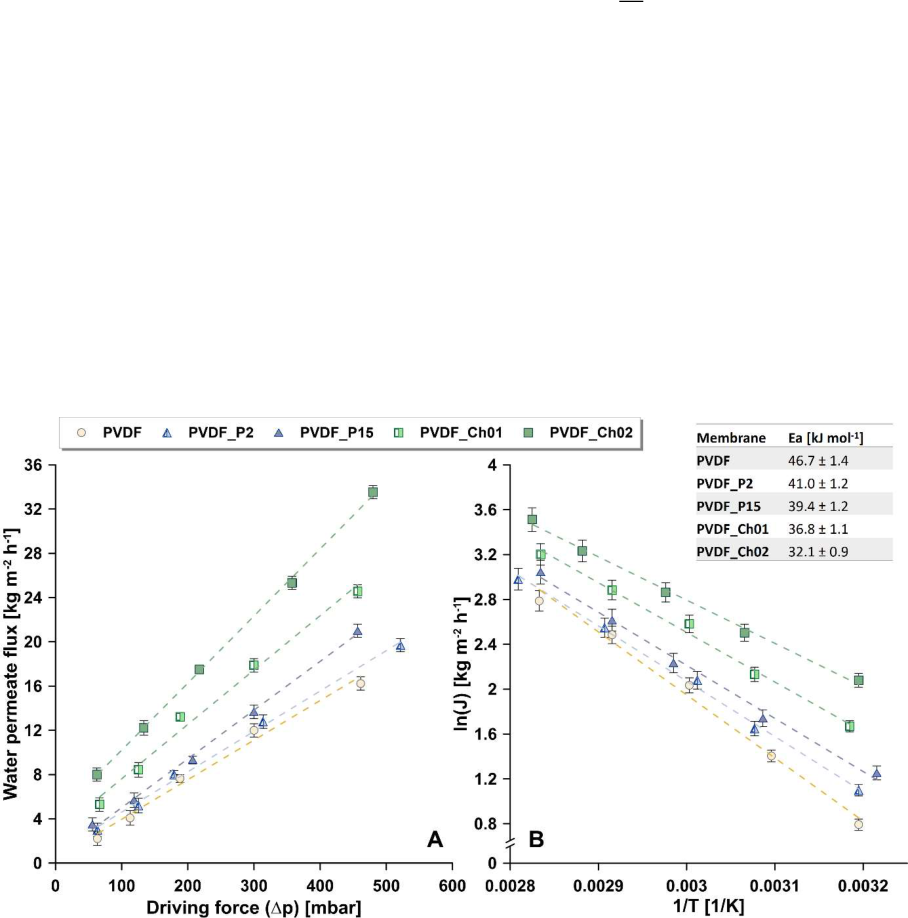 PVDF PVDF_P2 PVDF_P15 PVDF_Ch01 PVDF_Ch02
Membrane Ea [kJ mol-1]
PVDF 46.7 ± 1.4
PVDF_P2 41.0 ± 1.2
PVDF_P15 39.4 ± 1.2
PVDF_Ch01 36.8 ± 1.1
PVDF_Ch02 32.1 ± 0.9
Water permeate flux [kg m-2 h-1]
36
32
28
24
20
16
12
8
4
0
A
0 100 200 300 400 500 600
Driving force (Δp) [mbar]
ln(J) [kg m-2 h-1]
4
3.6
3.2
2.8
2.4
2
1.6
1.2
0.8
0
B
0.0028 0.0029 0.003 0.0031 0.0032
1/T [1/K]